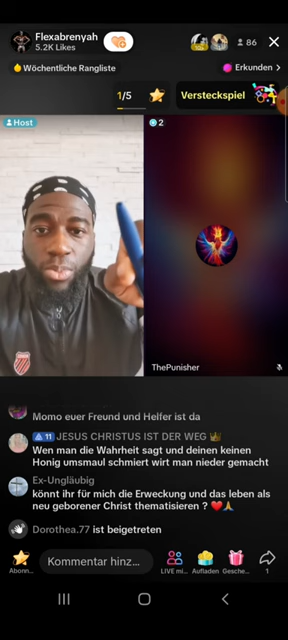 Flexabrenyah
5.2K Likes
86
Wöchentliche Rangliste
Erkunden >
1/5
Versteckspiel
Host
2
ThePunisher
Momo euer Freund und Helfer ist da
11 JESUS CHRISTUS IST DER WEG
Wen man die Wahrheit sagt und deinen keinen
Honig umsmaul schmiert wirt man nieder gemacht
Ex-Ungläubig
könnt ihr für mich die Erweckung und das leben als
neu geborener Christ thematisieren ? ❤️🙏
Dorothea.77 ist beigetreten
Kommentar hinz...
Abonn...
LIVE mi...
Aufladen
Gesche...
1